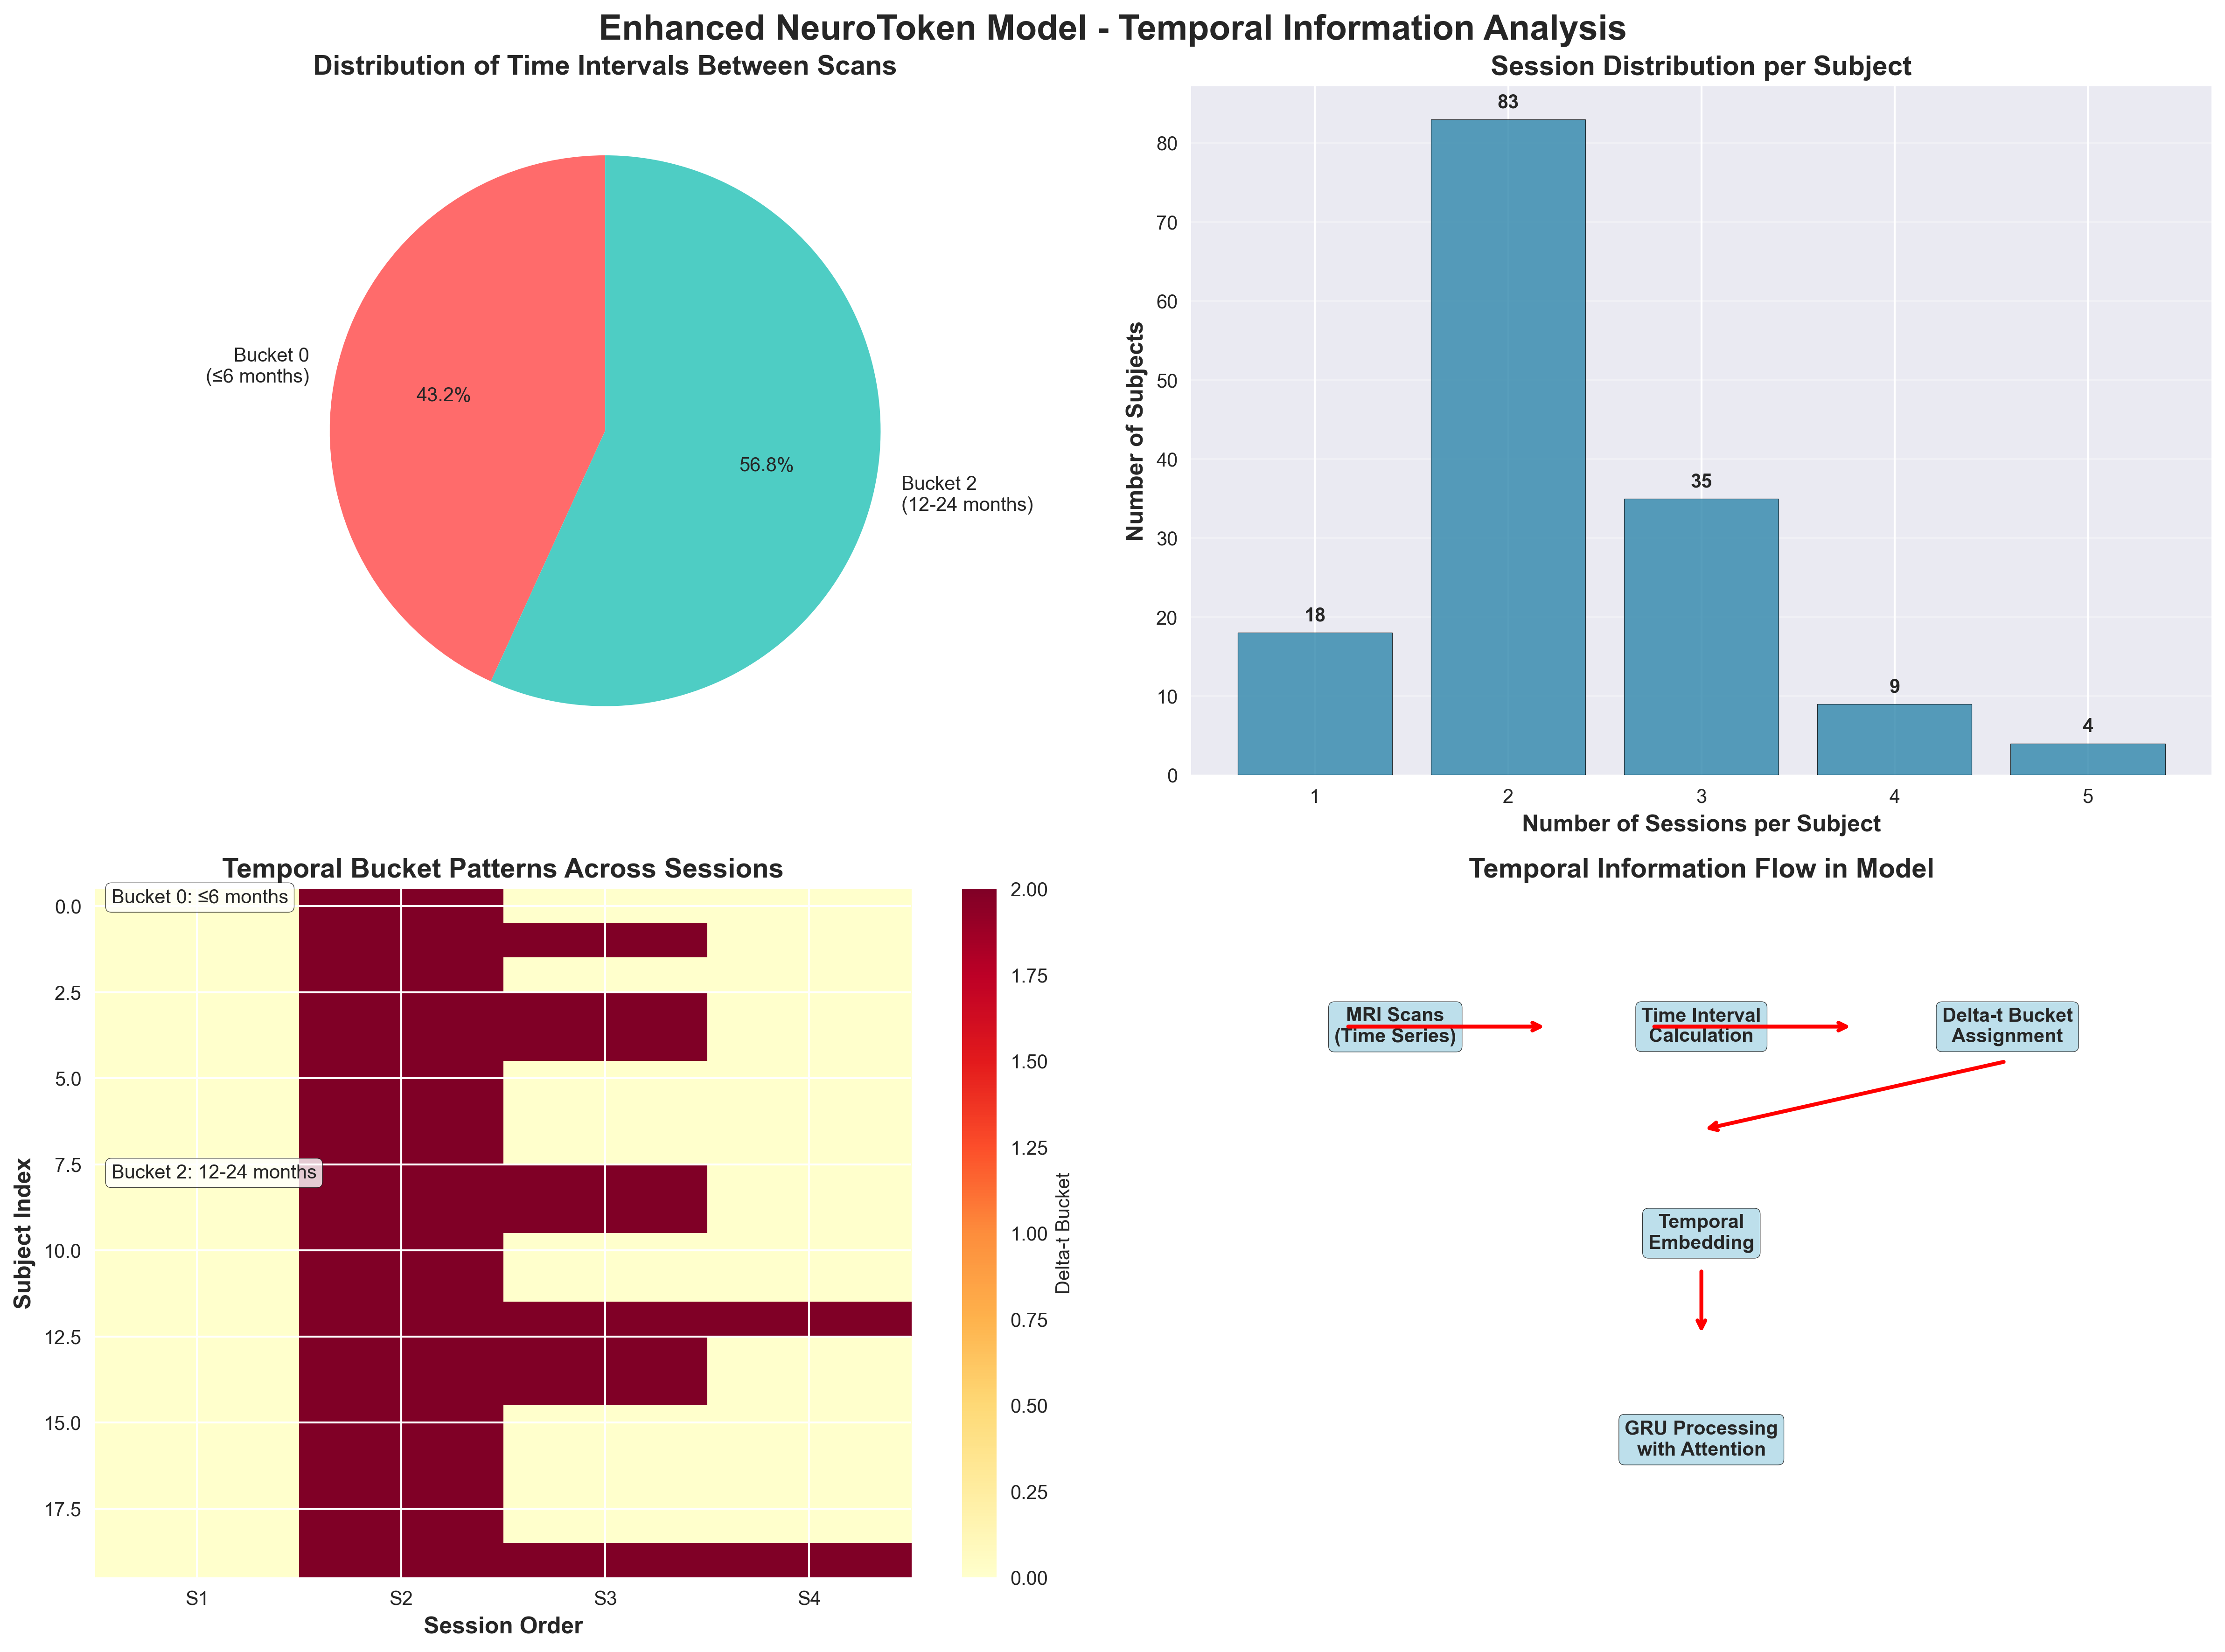 Enhanced NeuroToken Model - Temporal Information Analysis
Distribution of Time Intervals Between Scans
Bucket 0
(≤6 months)
43.2%
56.8%
Bucket 2
(12-24 months)
Session Distribution per Subject
Number of Subjects
80
70
60
50
40
30
20
10
0
18
83
35
9
4
1
2
3
4
5
Number of Sessions per Subject
Temporal Bucket Patterns Across Sessions
Subject Index
0.0
2.5
5.0
7.5
10.0
12.5
15.0
17.5
Bucket 0: ≤6 months
Bucket 2: 12-24 months
S1
S2
S3
S4
Session Order
2.00
1.75
1.50
1.25
1.00
0.75
0.50
0.25
0.00
Delta-t Bucket
Temporal Information Flow in Model
MRI Scans
(Time Series)
Time Interval
Calculation
Delta-t Bucket
Assignment
Temporal
Embedding
GRU Processing
with Attention